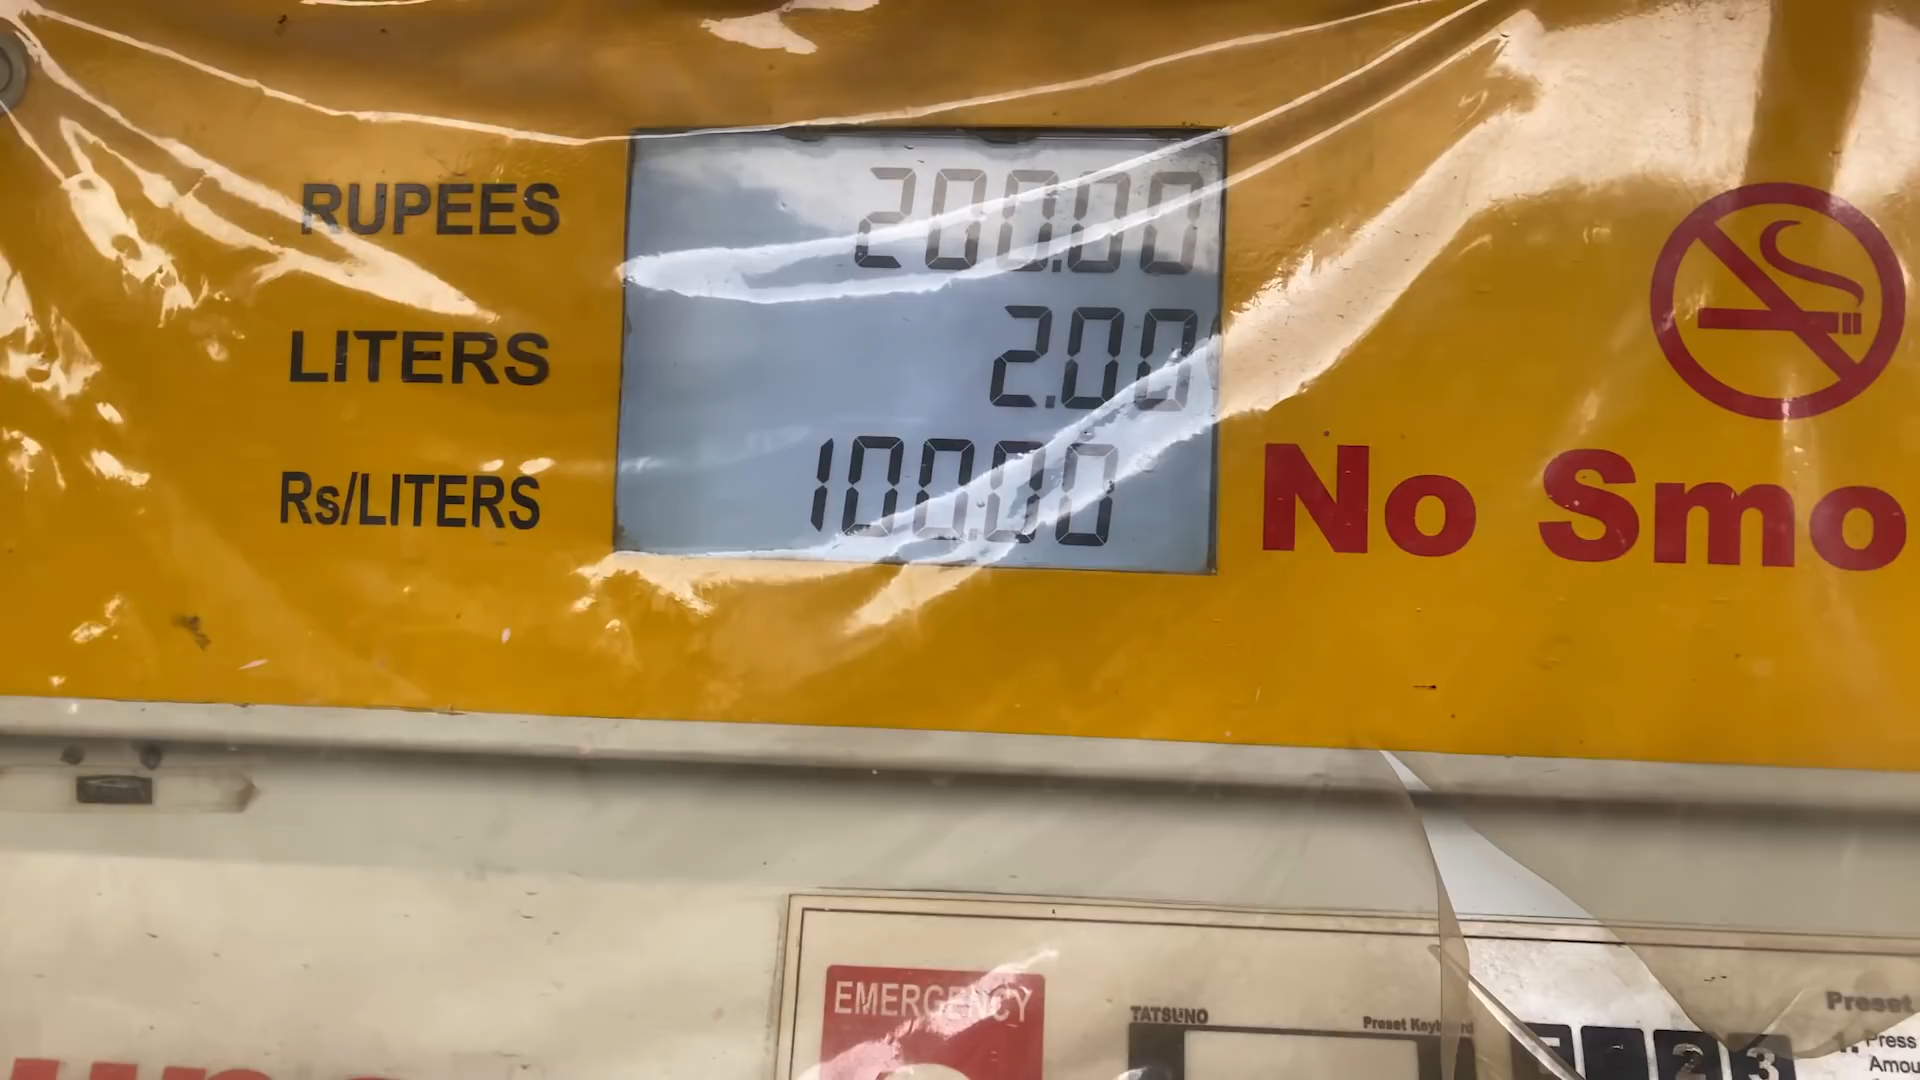 RUPEES 200.00
LITERS 2.00
Rs/LITERS 100.00
No Smo
EMERGENCY
TATSUNO
Preset Keyboard
2 3
Preset
1. Press
Amou